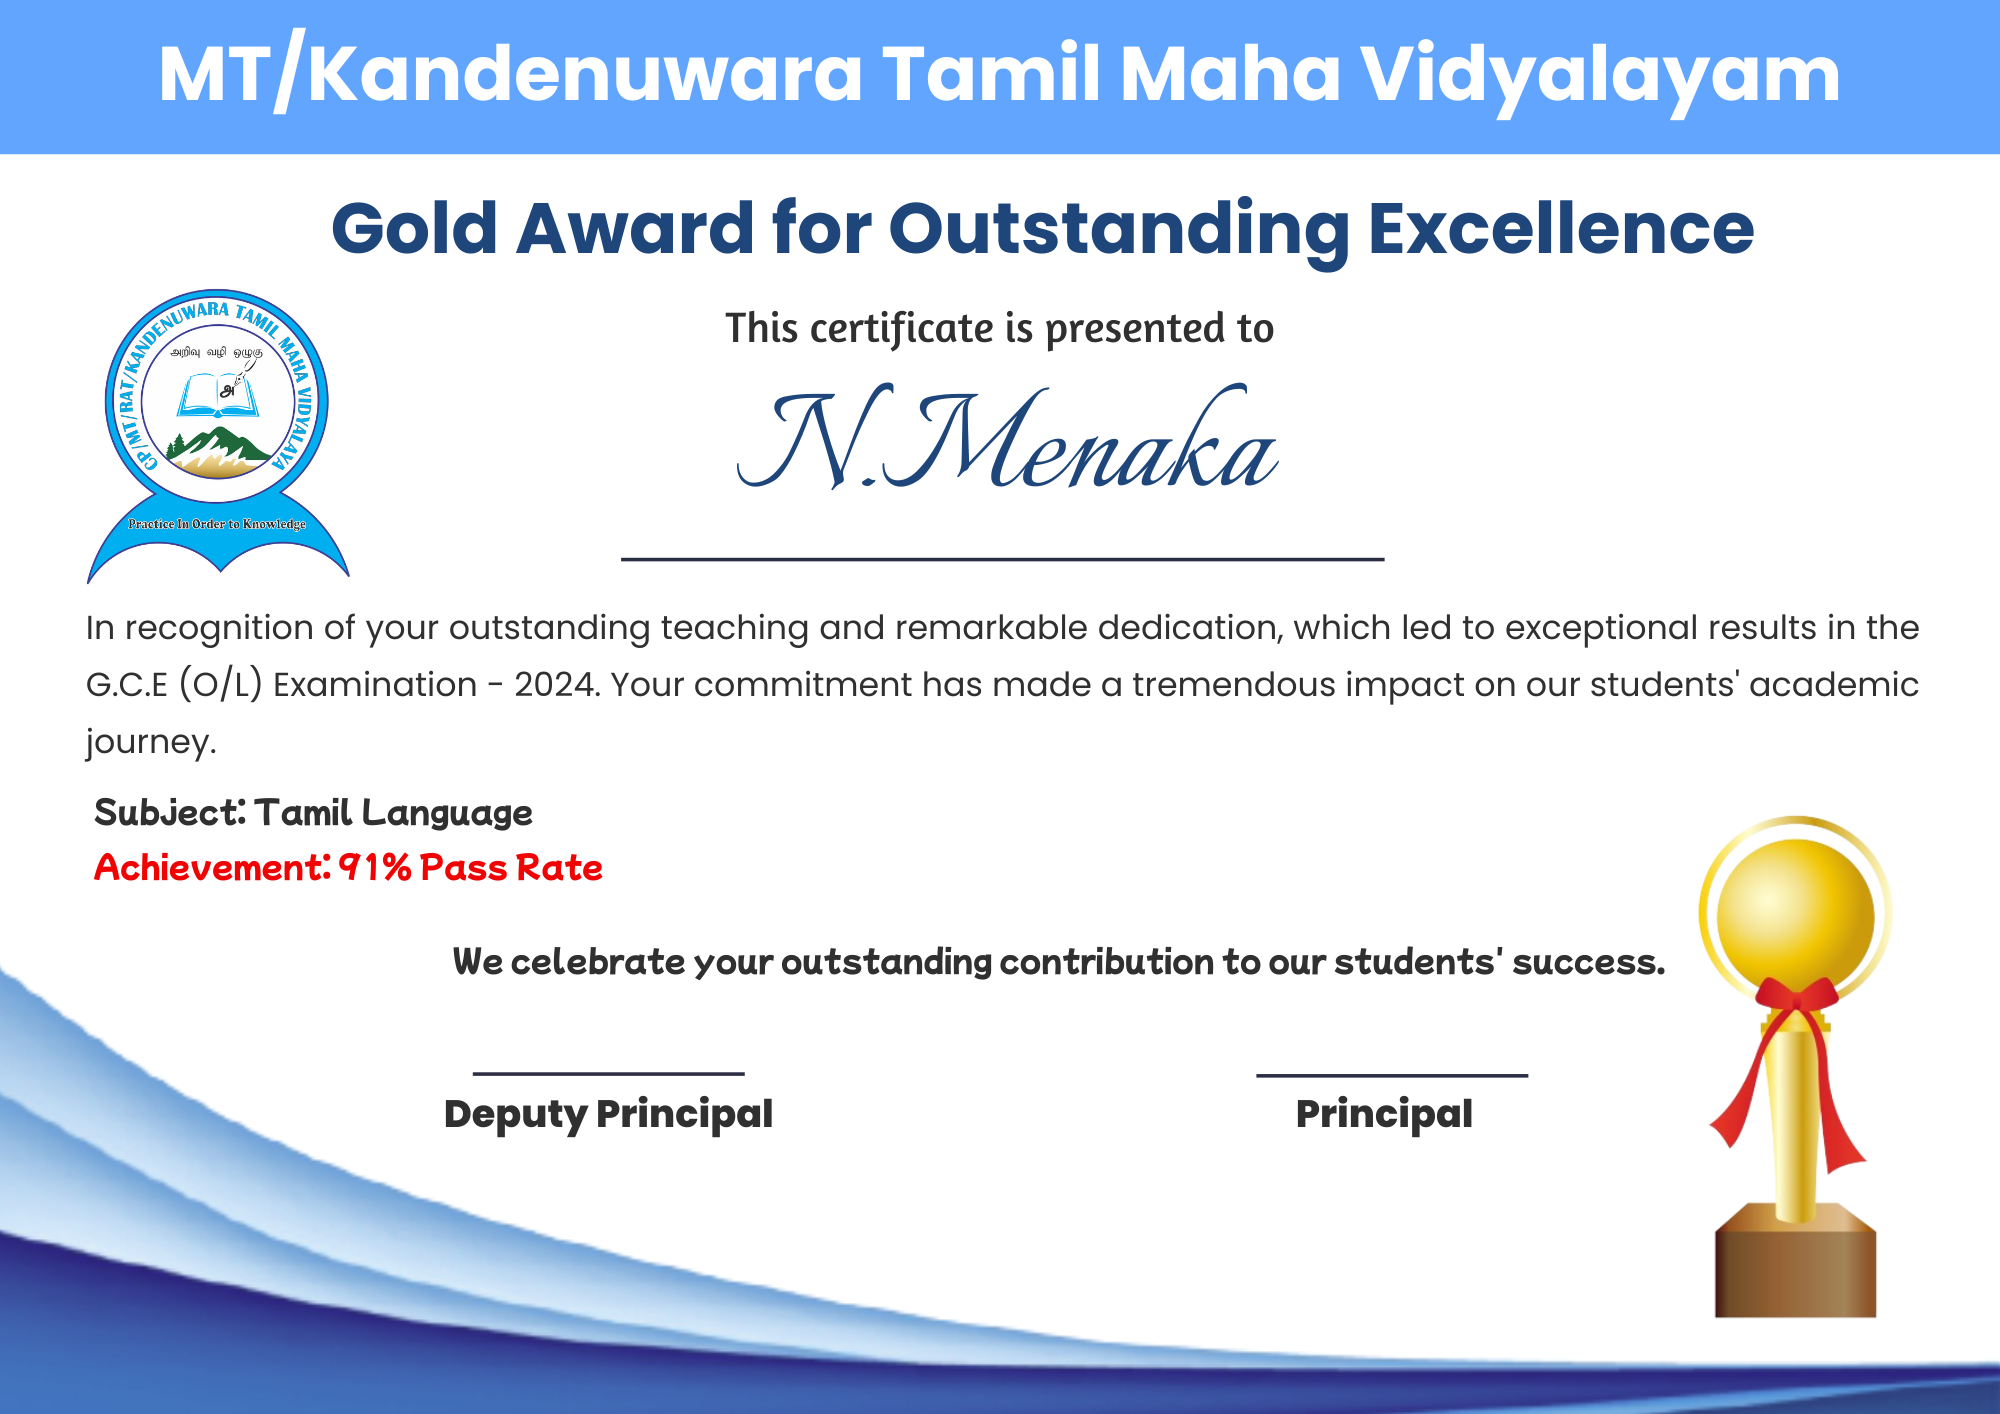 MT/Kandenuwara Tamil Maha Vidyalayam
Gold Award for Outstanding Excellence
CP/MT/RAT/KANDENUWARA TAMIL MAHA VIDYALAYA
அறிவு வழி ஒழுகு
அ
Practice In Order to Knowledge
This certificate is presented to
N.Menaka
In recognition of your outstanding teaching and remarkable dedication, which led to exceptional results in the
G.C.E (O/L) Examination - 2024. Your commitment has made a tremendous impact on our students' academic
journey.
Subject: Tamil Language
Achievement: 91% Pass Rate
We celebrate your outstanding contribution to our students' success.
Deputy Principal
Principal